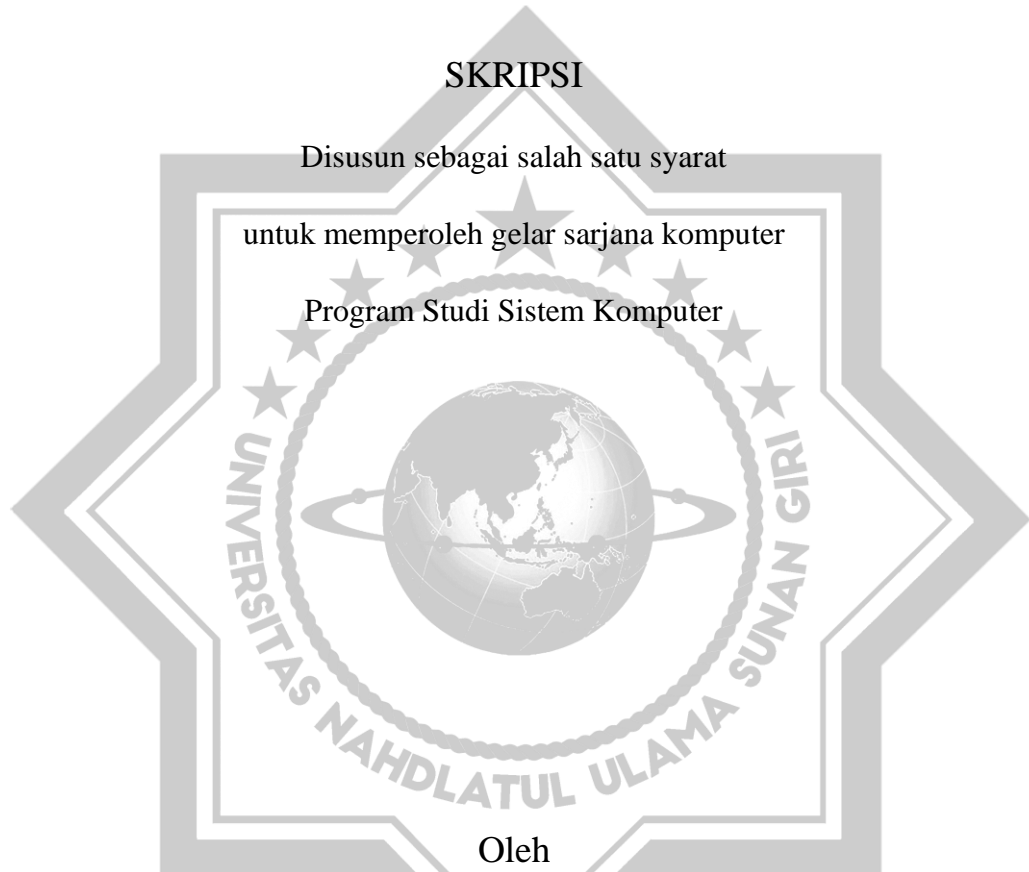 SKRIPSI
Disusun sebagai salah satu syarat
untuk memperoleh gelar sarjana komputer
Program Studi Sistem Komputer
UNIVERSITAS NAHDLATUL ULAMA SUNAN GIRI
Oleh